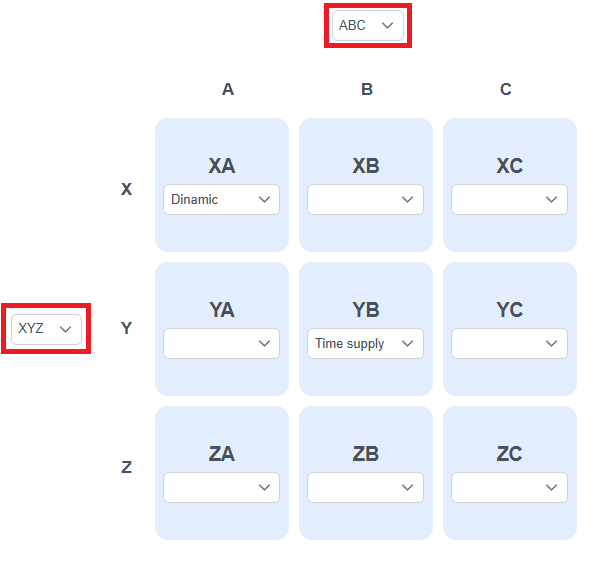 ABC
A B C
X XA XB XC
Dinamic
XYZ Y YA YB YC
Time supply
Z ZA ZB ZC